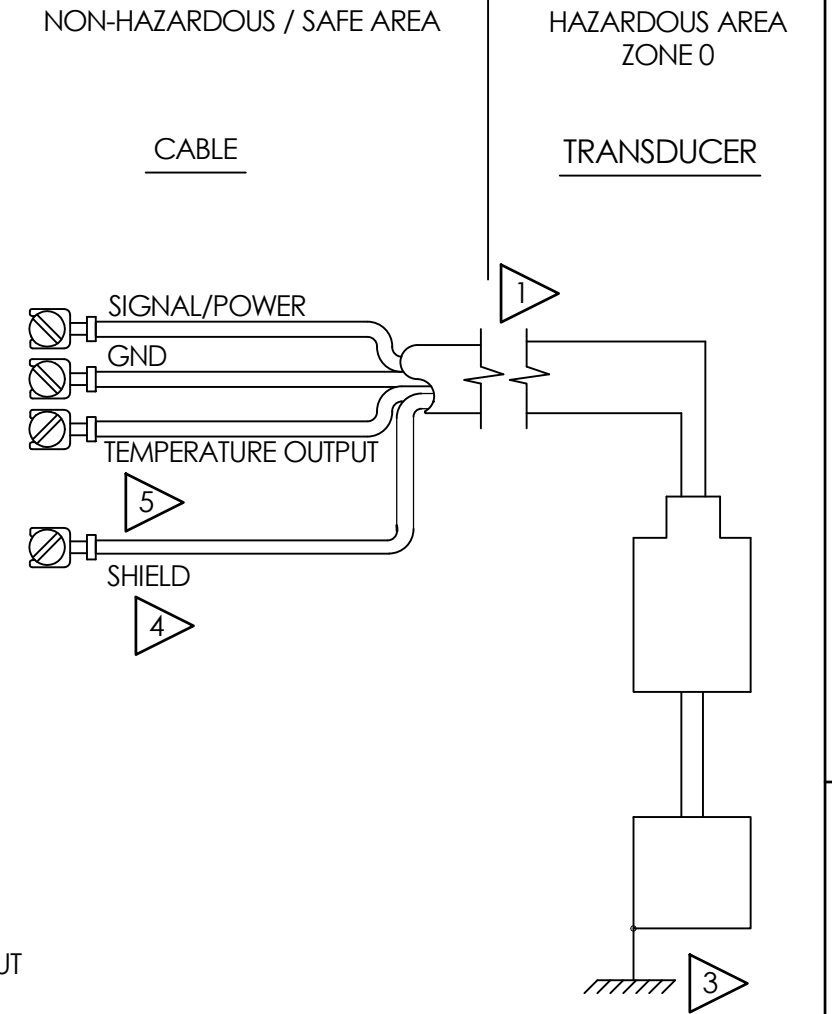 NON-HAZARDOUS / SAFE AREA
HAZARDOUS AREA
ZONE 0
CABLE
TRANSDUCER
1
SIGNAL/POWER
GND
TEMPERATURE OUTPUT
5
SHIELD
4
UT
3